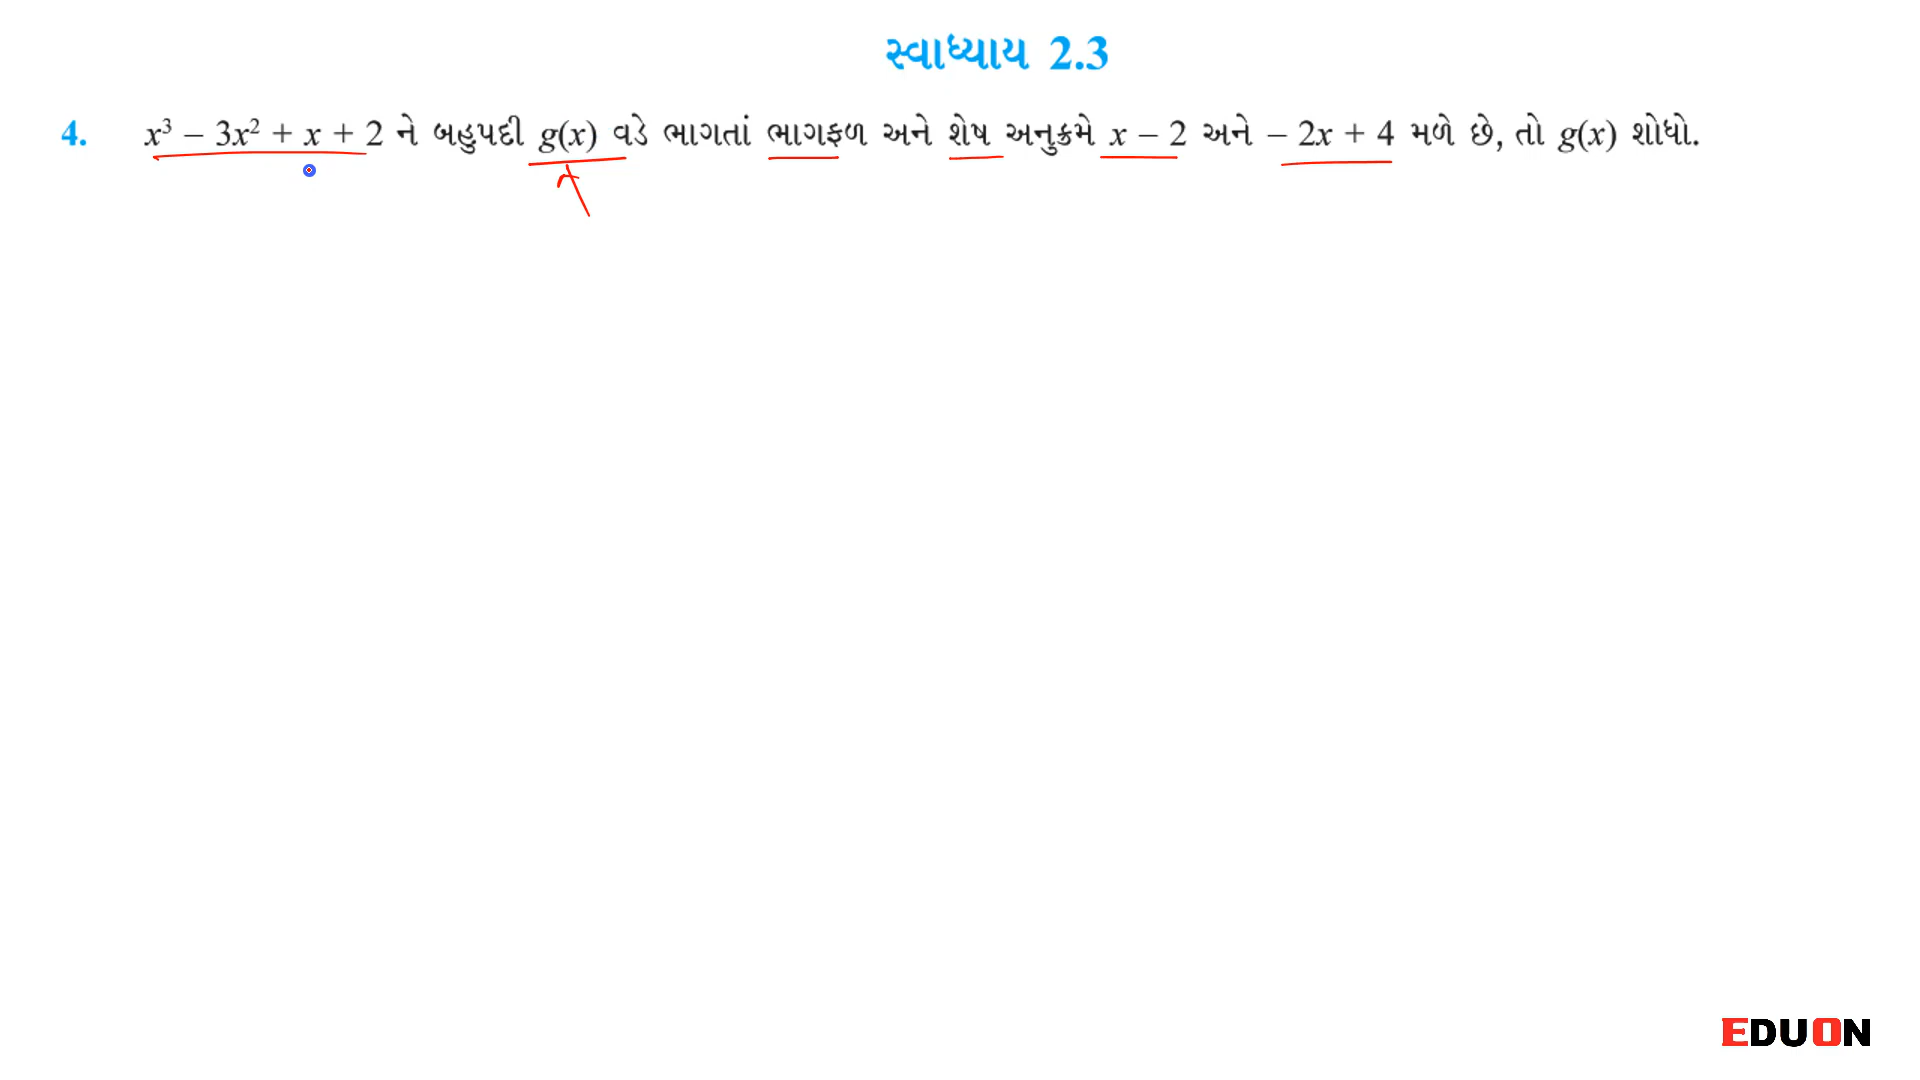 સ્વાધ્યાય 2.3
4. x³ – 3x² + x + 2 ને બહુપદી g(x) વડે ભાગતાં ભાગફળ અને શેષ અનુક્રમે x – 2 અને – 2x + 4 મળે છે, તો g(x) શોધો.
EDUON